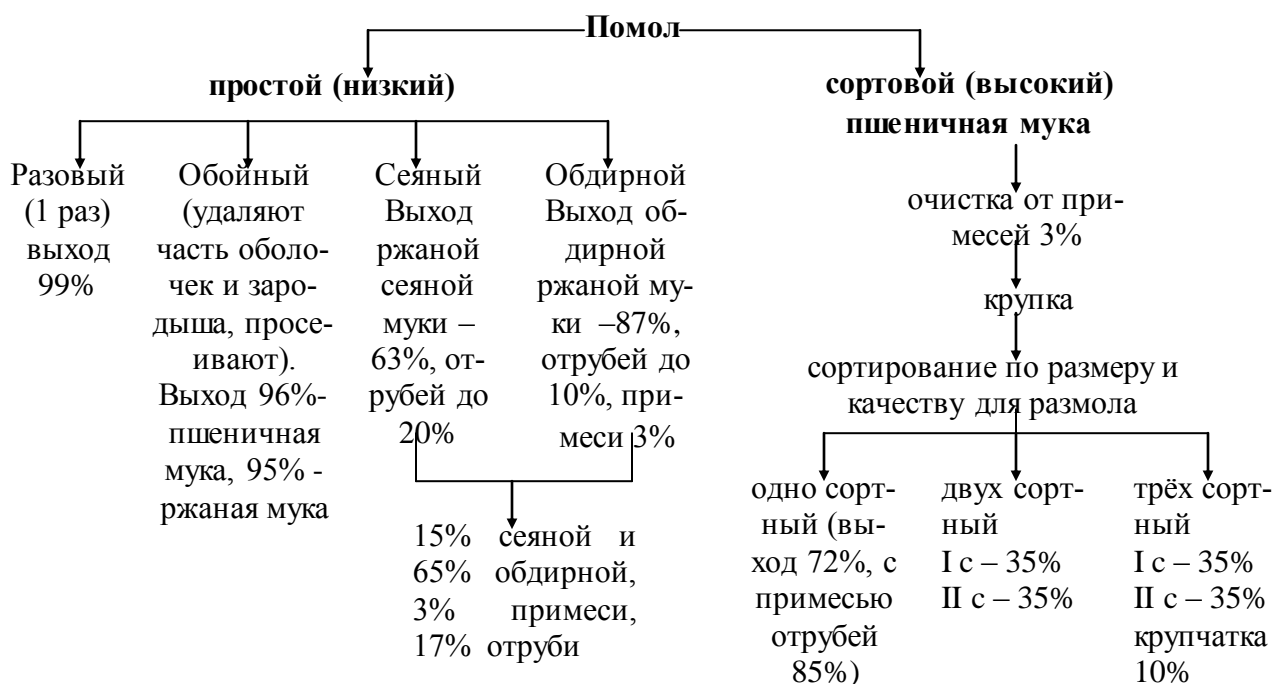 Помол
простой (низкий)
сортовой (высокий)
пшеничная мука
Разовый
(1 раз)
выход
99%
Обойный
(удаляют
часть оболо-
чек и заро-
дыша, просе-
ивают).
Выход 96%-
пшеничная
мука, 95% -
ржаная мука
Сеяный
Выход
ржаной
сеяной
муки –
63%, от-
рубей до
20%
Обдирной
Выход об-
дирной
ржаной му-
ки –87%,
отрубей до
10%, при-
меси 3%
15% сеяной и
65% обдирной,
3% примеси,
17% отруби
очистка от при-
месей 3%
крупка
сортирование по размеру и
качеству для размола
одно сорт-
ный (вы-
ход 72%, с
примесью
отрубей
85%)
двух сорт-
ный
I с – 35%
II с – 35%
трёх сорт-
ный
I с – 35%
II с – 35%
крупчатка
10%